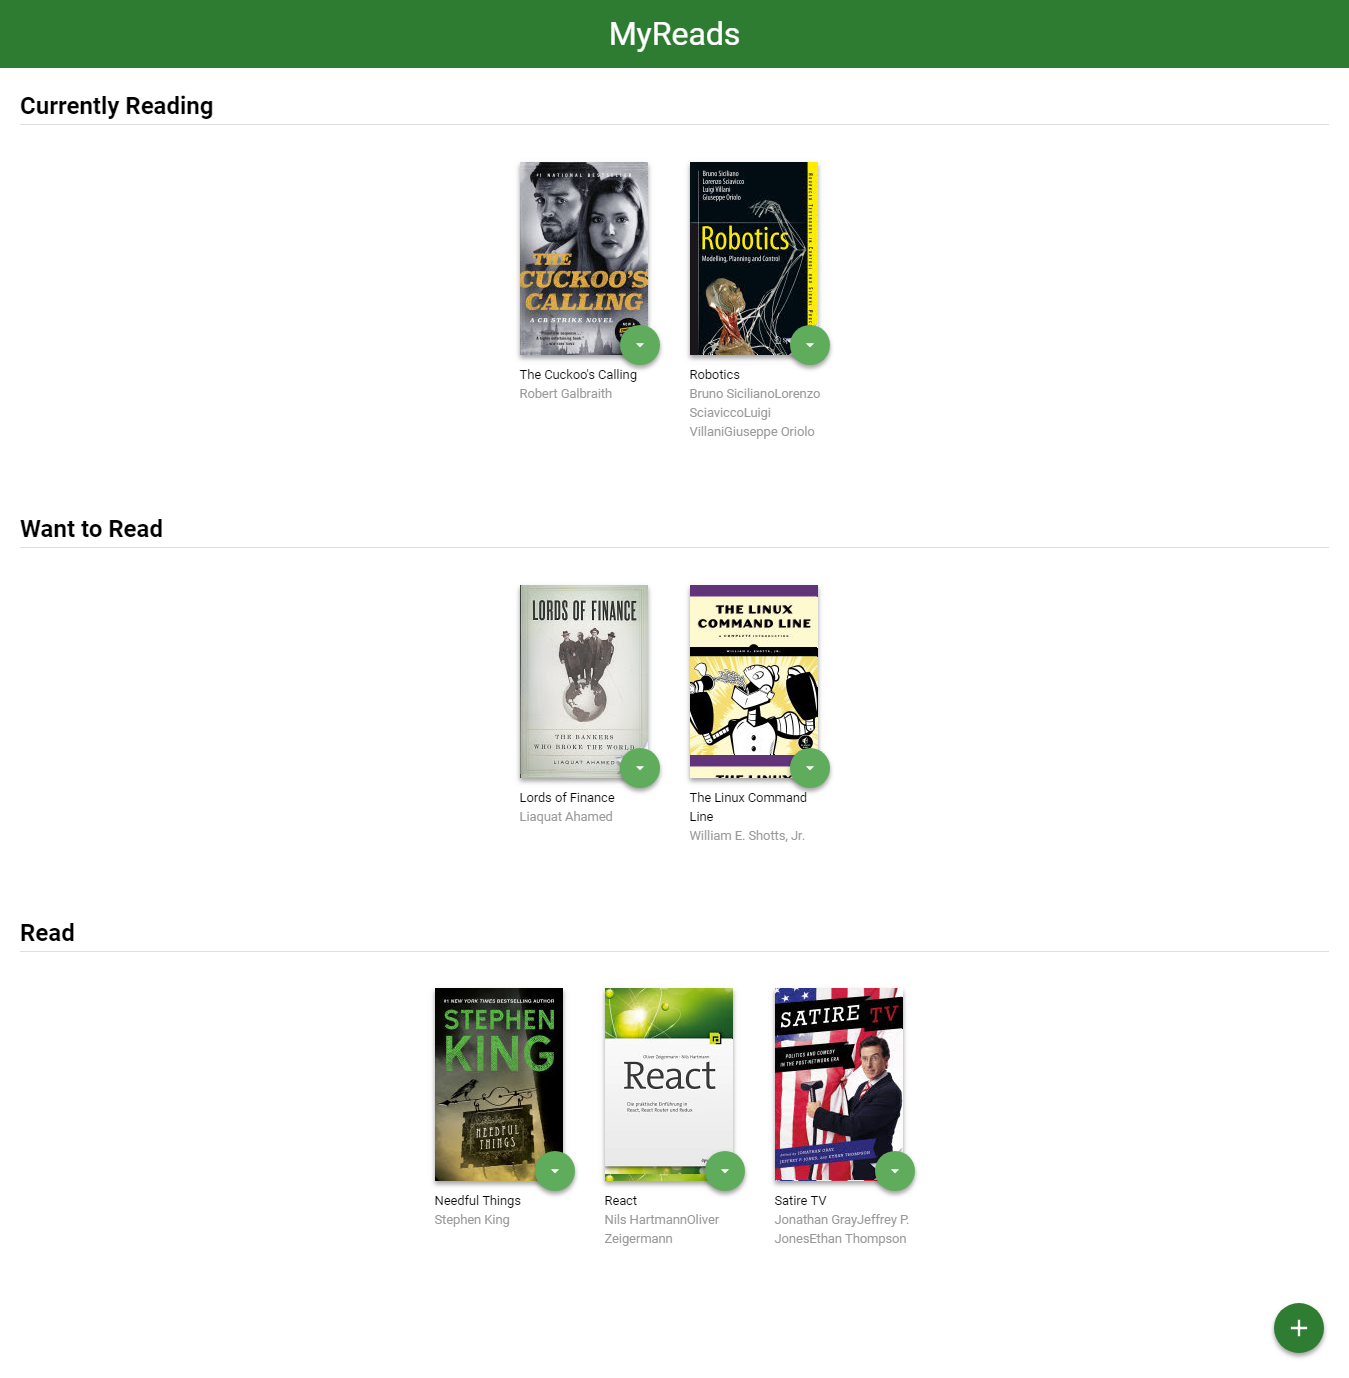 MyReads
Currently Reading
#1 NATIONAL BESTSELLER
THE
CUCKOO'S
CALLING
A CB STRIKE NOVEL
Bruno Siciliano
Lorenzo Sciavicco
Luigi Villani
Giuseppe Oriolo
Robotics
Modelling, Planning and Control
The Cuckoo's Calling
Robert Galbraith
Robotics
Bruno SicilianoLorenzo
SciaviccoLuigi
VillaniGiuseppe Oriolo
Want to Read
LORDS OF FINANCE
THE BANKERS
WHO BROKE THE WORLD
LIAQUAT AHAMED
THE LINUX
COMMAND LINE
A COMPLETE INTRODUCTION
WILLIAM E. SHOTTS, JR.
THE LINUX
Lords of Finance
Liaquat Ahamed
The Linux Command
Line
William E. Shotts, Jr.
Read
#1 NEW YORK TIMES BESTSELLING AUTHOR
STEPHEN
KING
NEEDFUL
THINGS
Oliver Zeigermann · Nils Hartmann
React
Die praktische Einführung in
React, React Router und Redux
SATIRE TV
POLITICS AND COMEDY
IN THE POST-NETWORK ERA
Edited by JONATHAN GRAY,
JEFFREY P. JONES, and ETHAN THOMPSON
Needful Things
Stephen King
React
Nils HartmannOliver
Zeigermann
Satire TV
Jonathan GrayJeffrey P.
JonesEthan Thompson